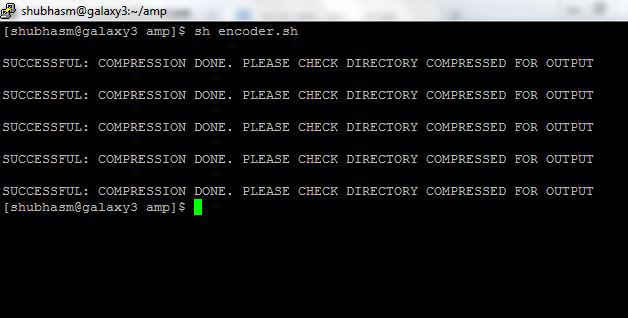 shubhasm@galaxy3:~/amp
[shubhasm@galaxy3 amp]$ sh encoder.sh
SUCCESSFUL: COMPRESSION DONE. PLEASE CHECK DIRECTORY COMPRESSED FOR OUTPUT
SUCCESSFUL: COMPRESSION DONE. PLEASE CHECK DIRECTORY COMPRESSED FOR OUTPUT
SUCCESSFUL: COMPRESSION DONE. PLEASE CHECK DIRECTORY COMPRESSED FOR OUTPUT
SUCCESSFUL: COMPRESSION DONE. PLEASE CHECK DIRECTORY COMPRESSED FOR OUTPUT
SUCCESSFUL: COMPRESSION DONE. PLEASE CHECK DIRECTORY COMPRESSED FOR OUTPUT
[shubhasm@galaxy3 amp]$